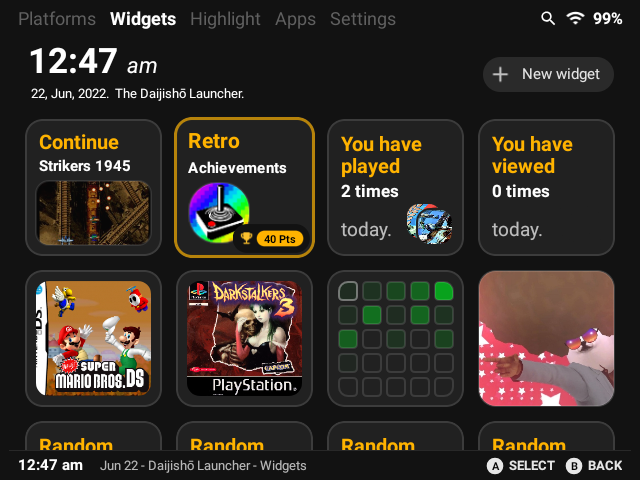 Platforms Widgets Highlight Apps Settings 99%
12:47 am
22, Jun, 2022. The Daijishō Launcher.
New widget
Continue
Strikers 1945
Retro
Achievements
40 Pts
You have
played
2 times
today.
You have
viewed
0 times
today.
NEW SUPER
MARIO BROS. DS
DARKSTALKERS
3
CAPCOM
PlayStation
Random
Random
Random
Random
12:47 am Jun 22 - Daijishō Launcher - Widgets A SELECT B BACK